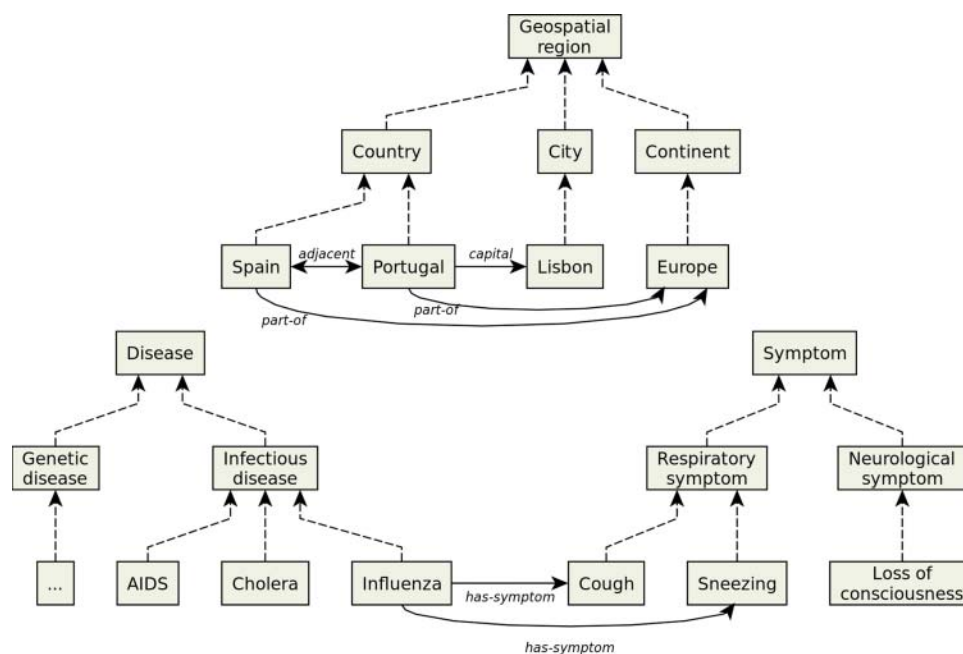 Geospatial
region
Country
City
Continent
Spain
adjacent
Portugal
capital
Lisbon
Europe
part-of
part-of
Disease
Symptom
Genetic
disease
Infectious
disease
Respiratory
symptom
Neurological
symptom
...
AIDS
Cholera
Influenza
has-symptom
Cough
Sneezing
Loss of
consciousness
has-symptom